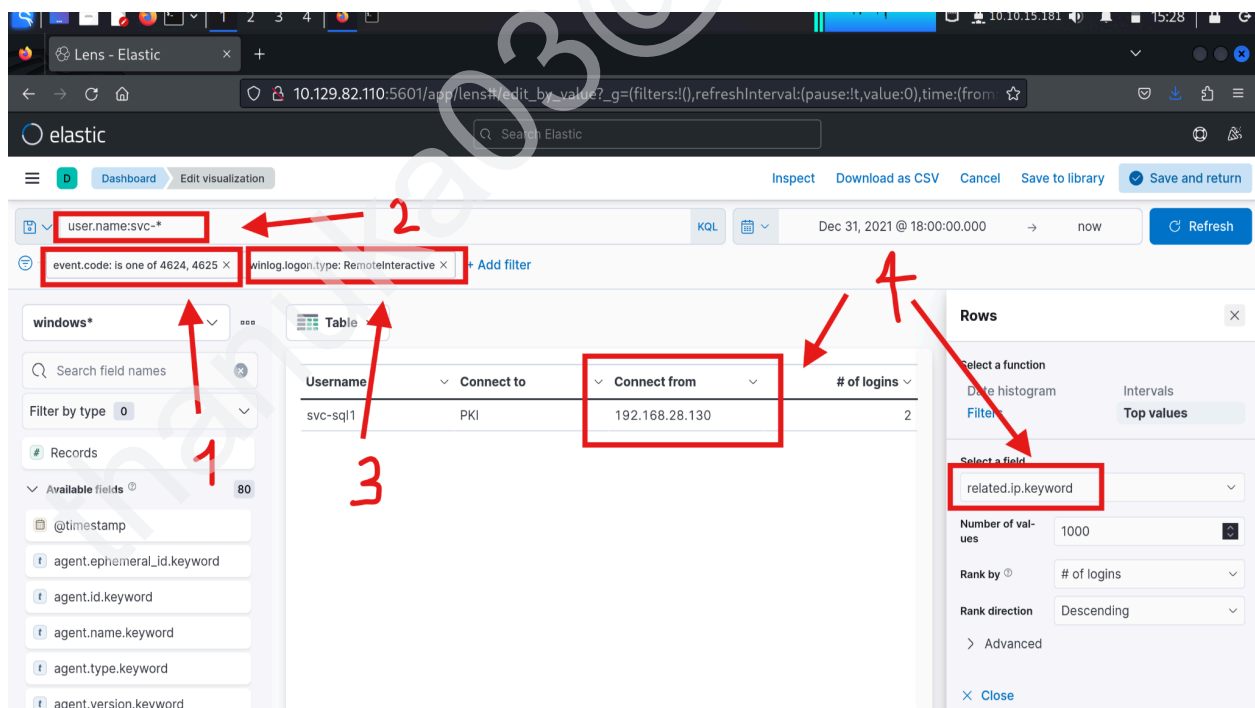 1 2 3 4 10.10.15.181 15:28
Lens - Elastic × +
10.129.82.110:5601/app/lens#/edit_by_value?_g=(filters:!(),refreshInterval:(pause:!t,value:0),time:(from
elastic
Search Elastic
D Dashboard Edit visualization Inspect Download as CSV Cancel Save to library Save and return
user.name:svc-* KQL Dec 31, 2021 @ 18:00:00.000 → now Refresh
2
event.code: is one of 4624, 4625 × winlog.logon.type: RemoteInteractive × + Add filter
4
windows* Table Rows
Search field names Select a function
Username Connect to Connect from # of logins Date histogram Intervals
Filter by type 0 svc-sql1 PKI 192.168.28.130 2 Filters Top values
# Records
1
3
Select a field
Available fields 80 related.ip.keyword
@timestamp Number of val-
ues 1000
t agent.ephemeral_id.keyword
t agent.id.keyword Rank by # of logins
t agent.name.keyword Rank direction Descending
> Advanced
t agent.type.keyword
t agent.version.keyword × Close
thanuka03@